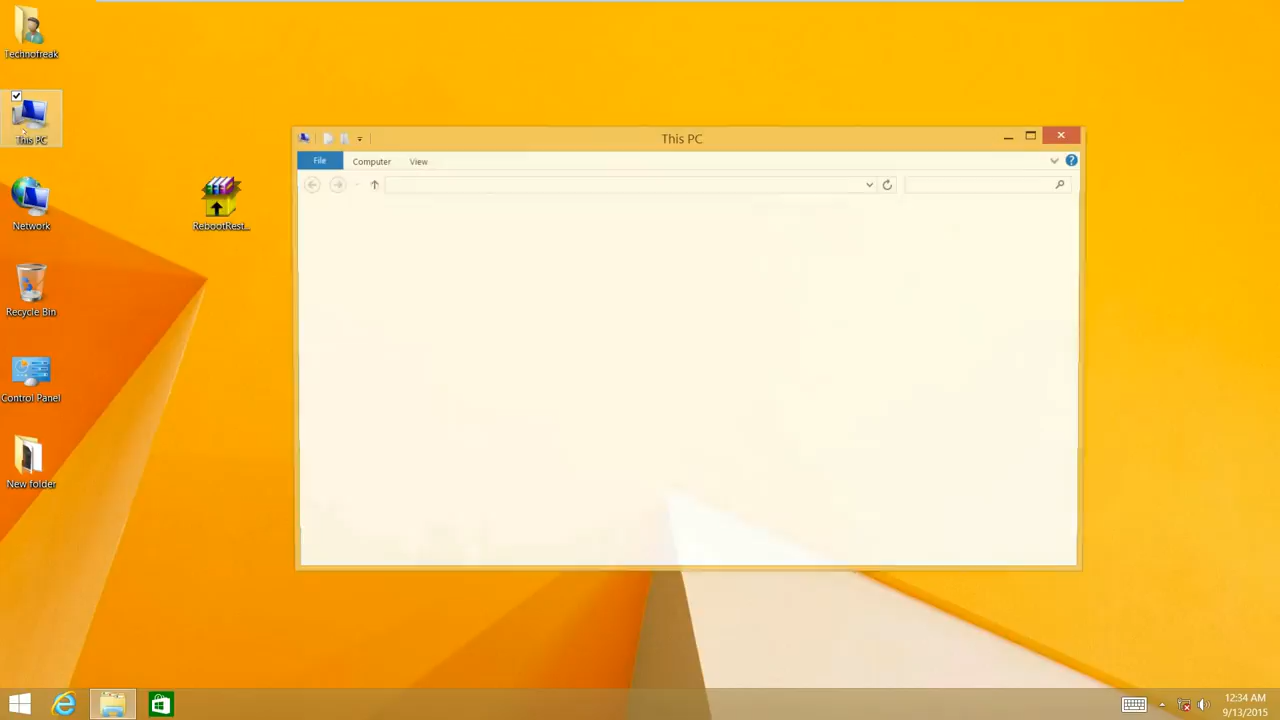 Technofreak
This PC
Network
Recycle Bin
Control Panel
New folder
RebootRest...
This PC
File
Computer
View
12:34 AM
9/13/2015